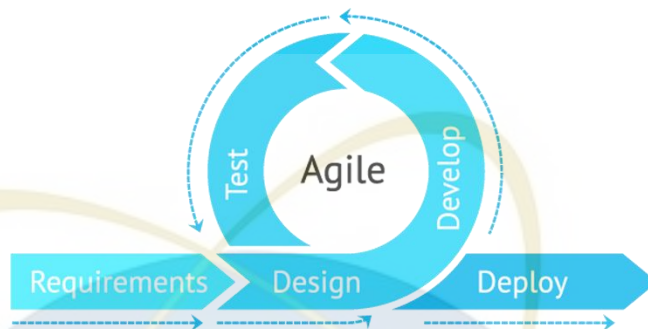 Agile
Test
Develop
Requirements
Design
Deploy